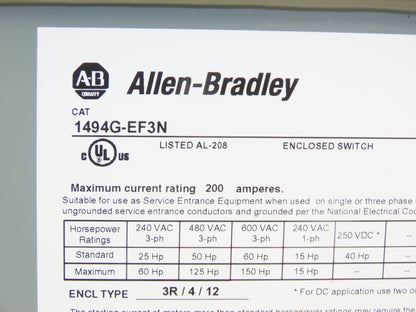 A-B Allen-Bradley
QUALITY
CAT
1494G-EF3N
c UL US LISTED AL-208 ENCLOSED SWITCH
Maximum current rating 200 amperes.
Suitable for use as Service Entrance Equipment when used on single or three phase
ungrounded service entrance conductors and grounded per the National Electrical Co
Horsepower Ratings 240 VAC 3-ph 480 VAC 3-ph 600 VAC 3-ph 240 VAC 1-ph 250 VDC * --
Standard 25 Hp 50 Hp 60 Hp 15 Hp 40 Hp --
Maximum 60 Hp 125 Hp 150 Hp 15 Hp -- --
ENCL TYPE 3R / 4 / 12 * For DC application use two ou